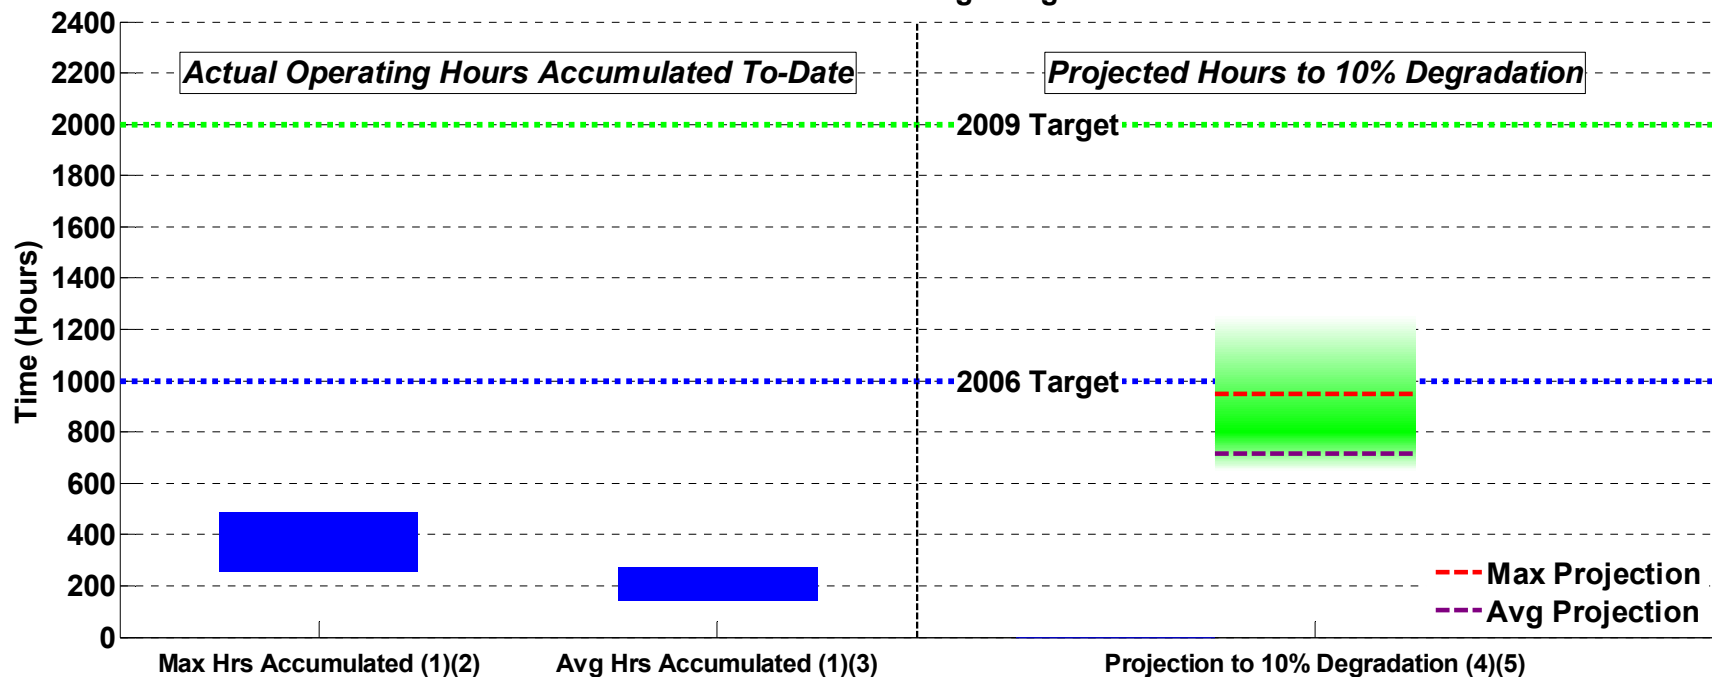 2400
2200
2000
1800
1600
1400
1200
1000
800
600
400
200
0
Time (Hours)
Actual Operating Hours Accumulated To-Date
Projected Hours to 10% Degradation
2009 Target
2006 Target
Max Projection
Avg Projection
Max Hrs Accumulated (1)(2)
Avg Hrs Accumulated (1)(3)
Projection to 10% Degradation (4)(5)